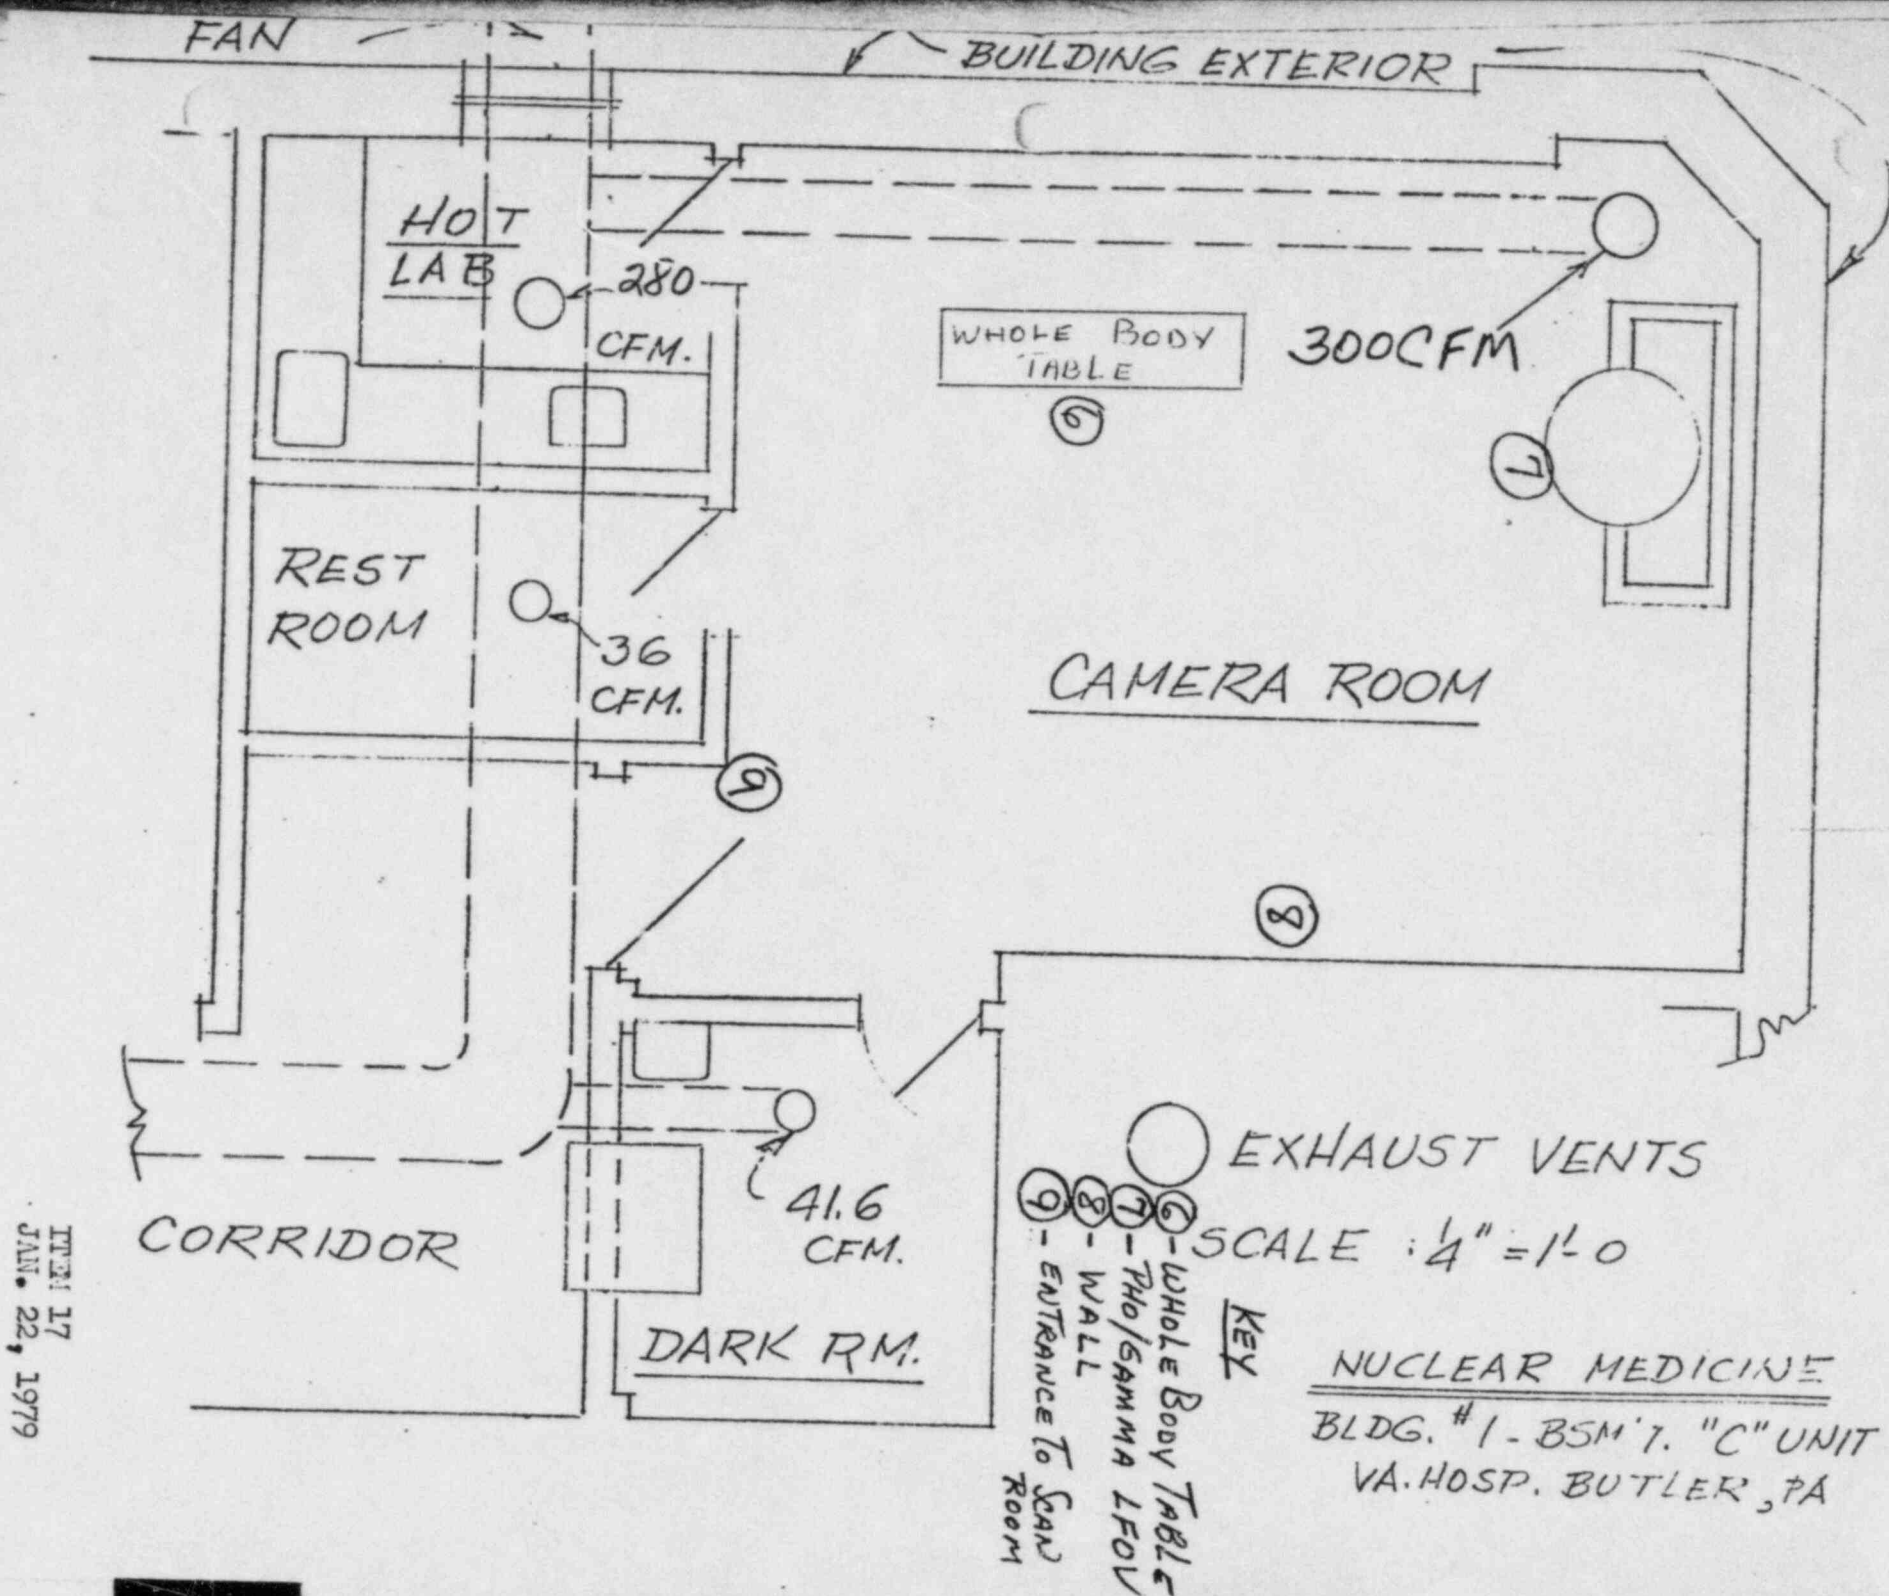 FAN
BUILDING EXTERIOR
HOT
LAB
280
CFM.
WHOLE BODY
TABLE
6
300CFM
7
REST
ROOM
36
CFM.
CAMERA ROOM
9
8
41.6
CFM.
CORRIDOR
DARK RM.
EXHAUST VENTS
SCALE : 1/4" = 1'-0
KEY
6 - WHOLE BODY TABLE
7 - PHO/GAMMA LFOV
8 - WALL
9 - ENTRANCE TO SCAN
ROOM
NUCLEAR MEDICINE
BLDG. #1 - BSM'T. "C" UNIT
VA. HOSP. BUTLER, PA
ITEM 17
JAN. 22, 1979